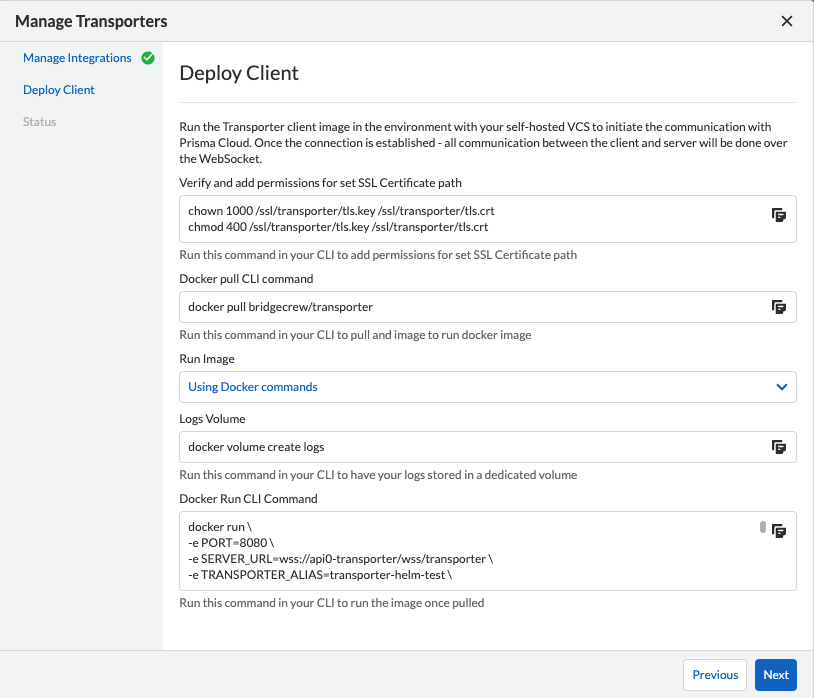 Manage Transporters
Manage Integrations
Deploy Client
Status
Deploy Client
Run the Transporter client image in the environment with your self-hosted VCS to initiate the communication with
Prisma Cloud. Once the connection is established - all communication between the client and server will be done over
the WebSocket.
Verify and add permissions for set SSL Certificate path
chown 1000 /ssl/transporter/tls.key /ssl/transporter/tls.crt
chmod 400 /ssl/transporter/tls.key /ssl/transporter/tls.crt
Run this command in your CLI to add permissions for set SSL Certificate path
Docker pull CLI command
docker pull bridgecrew/transporter
Run this command in your CLI to pull and image to run docker image
Run Image
Using Docker commands
Logs Volume
docker volume create logs
Run this command in your CLI to have your logs stored in a dedicated volume
Docker Run CLI Command
docker run \
-e PORT=8080 \
-e SERVER_URL=wss://api0-transporter/wss/transporter \
-e TRANSPORTER_ALIAS=transporter-helm-test \
Run this command in your CLI to run the image once pulled
Previous
Next